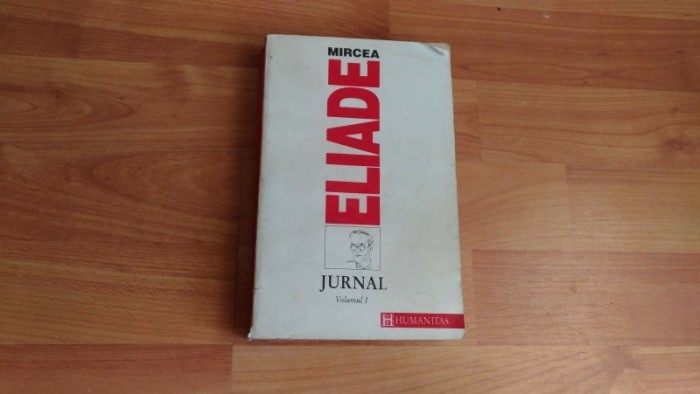 MIRCEA
ELIADE
JURNAL
Volumul I
HUMANITAS